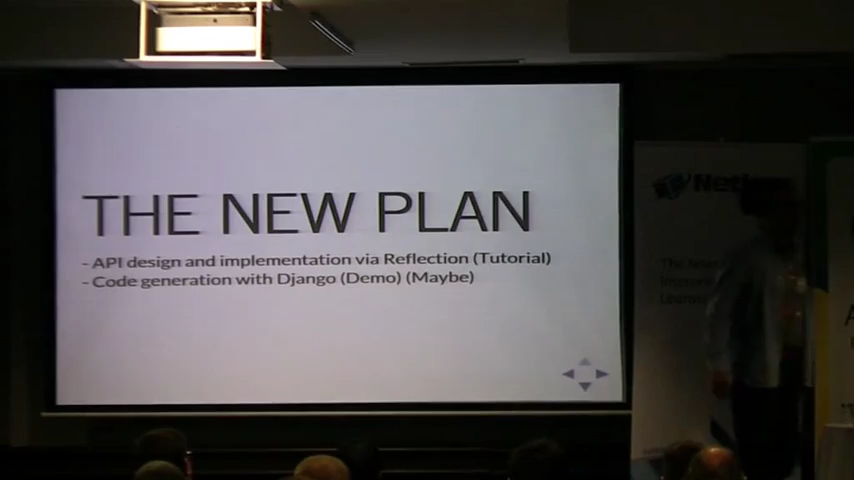 THE NEW PLAN
- API design and implementation via Reflection (Tutorial)
- Code generation with Django (Demo) (Maybe)